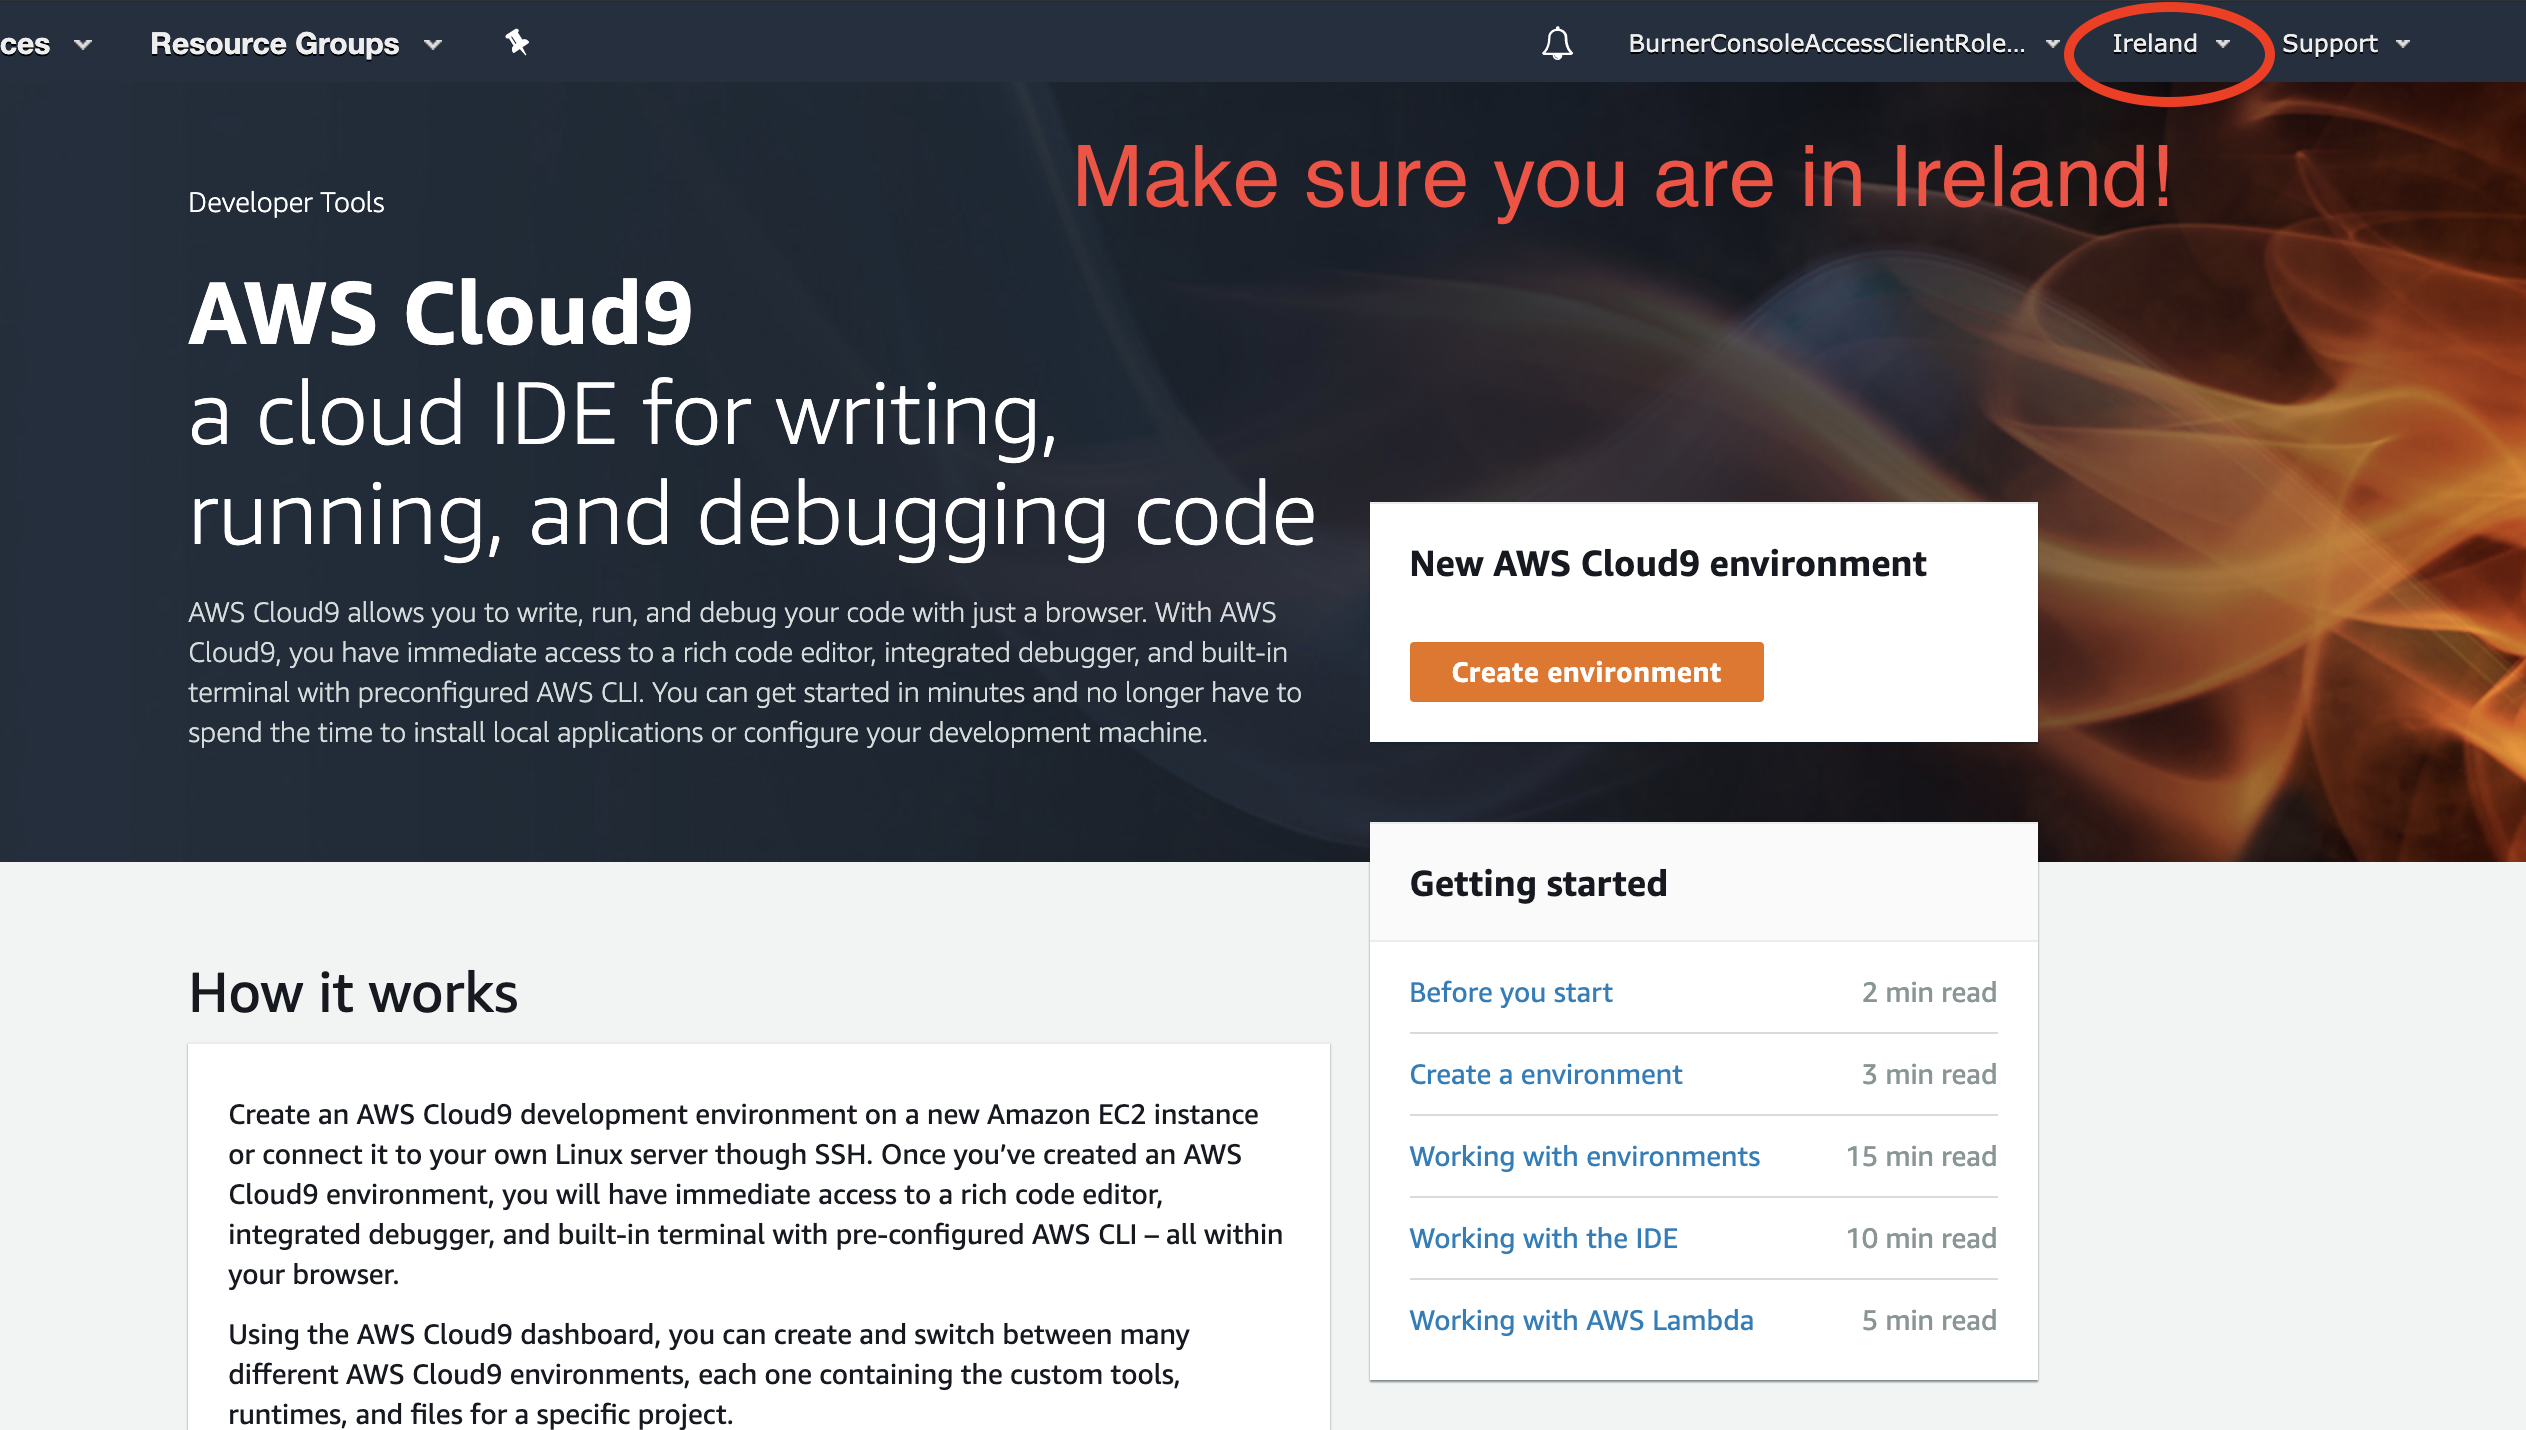 ces
Resource Groups
BurnerConsoleAccessClientRole...
Ireland
Support
Make sure you are in Ireland!
Developer Tools
AWS Cloud9
a cloud IDE for writing,
running, and debugging code
AWS Cloud9 allows you to write, run, and debug your code with just a browser. With AWS
Cloud9, you have immediate access to a rich code editor, integrated debugger, and built-in
terminal with preconfigured AWS CLI. You can get started in minutes and no longer have to
spend the time to install local applications or configure your development machine.
New AWS Cloud9 environment
Create environment
Getting started
Before you start 2 min read
Create a environment 3 min read
Working with environments 15 min read
Working with the IDE 10 min read
Working with AWS Lambda 5 min read
How it works
Create an AWS Cloud9 development environment on a new Amazon EC2 instance
or connect it to your own Linux server though SSH. Once you’ve created an AWS
Cloud9 environment, you will have immediate access to a rich code editor,
integrated debugger, and built-in terminal with pre-configured AWS CLI – all within
your browser.
Using the AWS Cloud9 dashboard, you can create and switch between many
different AWS Cloud9 environments, each one containing the custom tools,
runtimes, and files for a specific project.